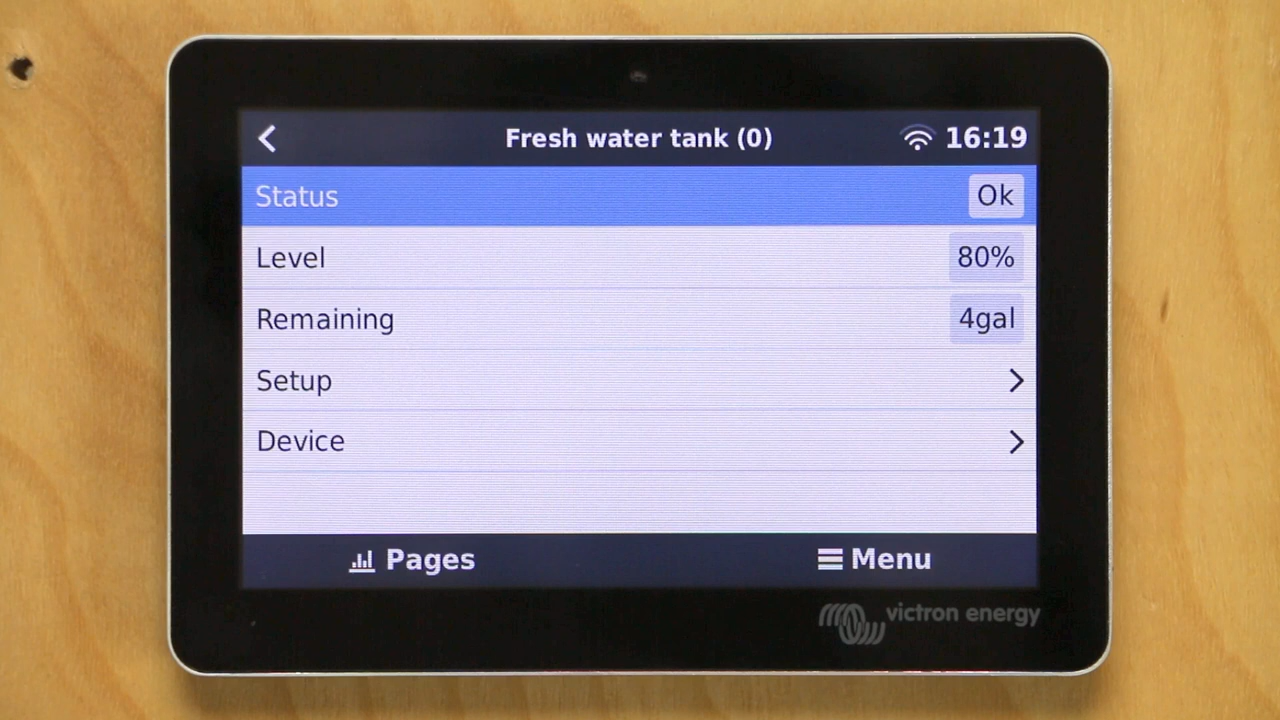 Fresh water tank (0) 16:19
Status Ok
Level 80%
Remaining 4gal
Setup
Device
Pages Menu
victron energy